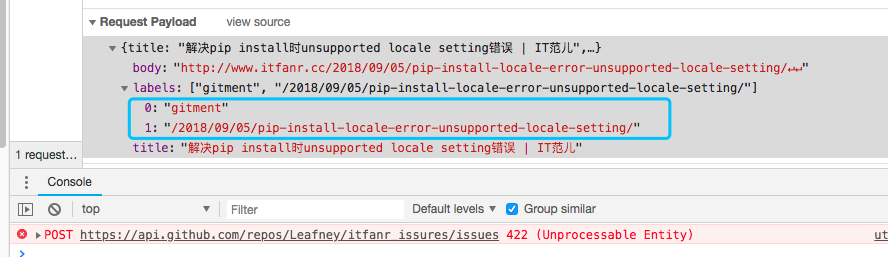 ▼ Request Payload view source
▼{title: "解决pip install时unsupported locale setting错误 | IT范儿",…}
body: "http://www.itfanr.cc/2018/09/05/pip-install-locale-error-unsupported-locale-setting/↵↵"
▼ labels: ["gitment", "/2018/09/05/pip-install-locale-error-unsupported-locale-setting/"]
0: "gitment"
1: "/2018/09/05/pip-install-locale-error-unsupported-locale-setting/"
title: "解决pip install时unsupported locale setting错误 | IT范儿"
1 request…
Console
top ▼ Filter Default levels ▼ Group similar
▶POST https://api.github.com/repos/Leafney/itfanr_issures/issues 422 (Unprocessable Entity) ut